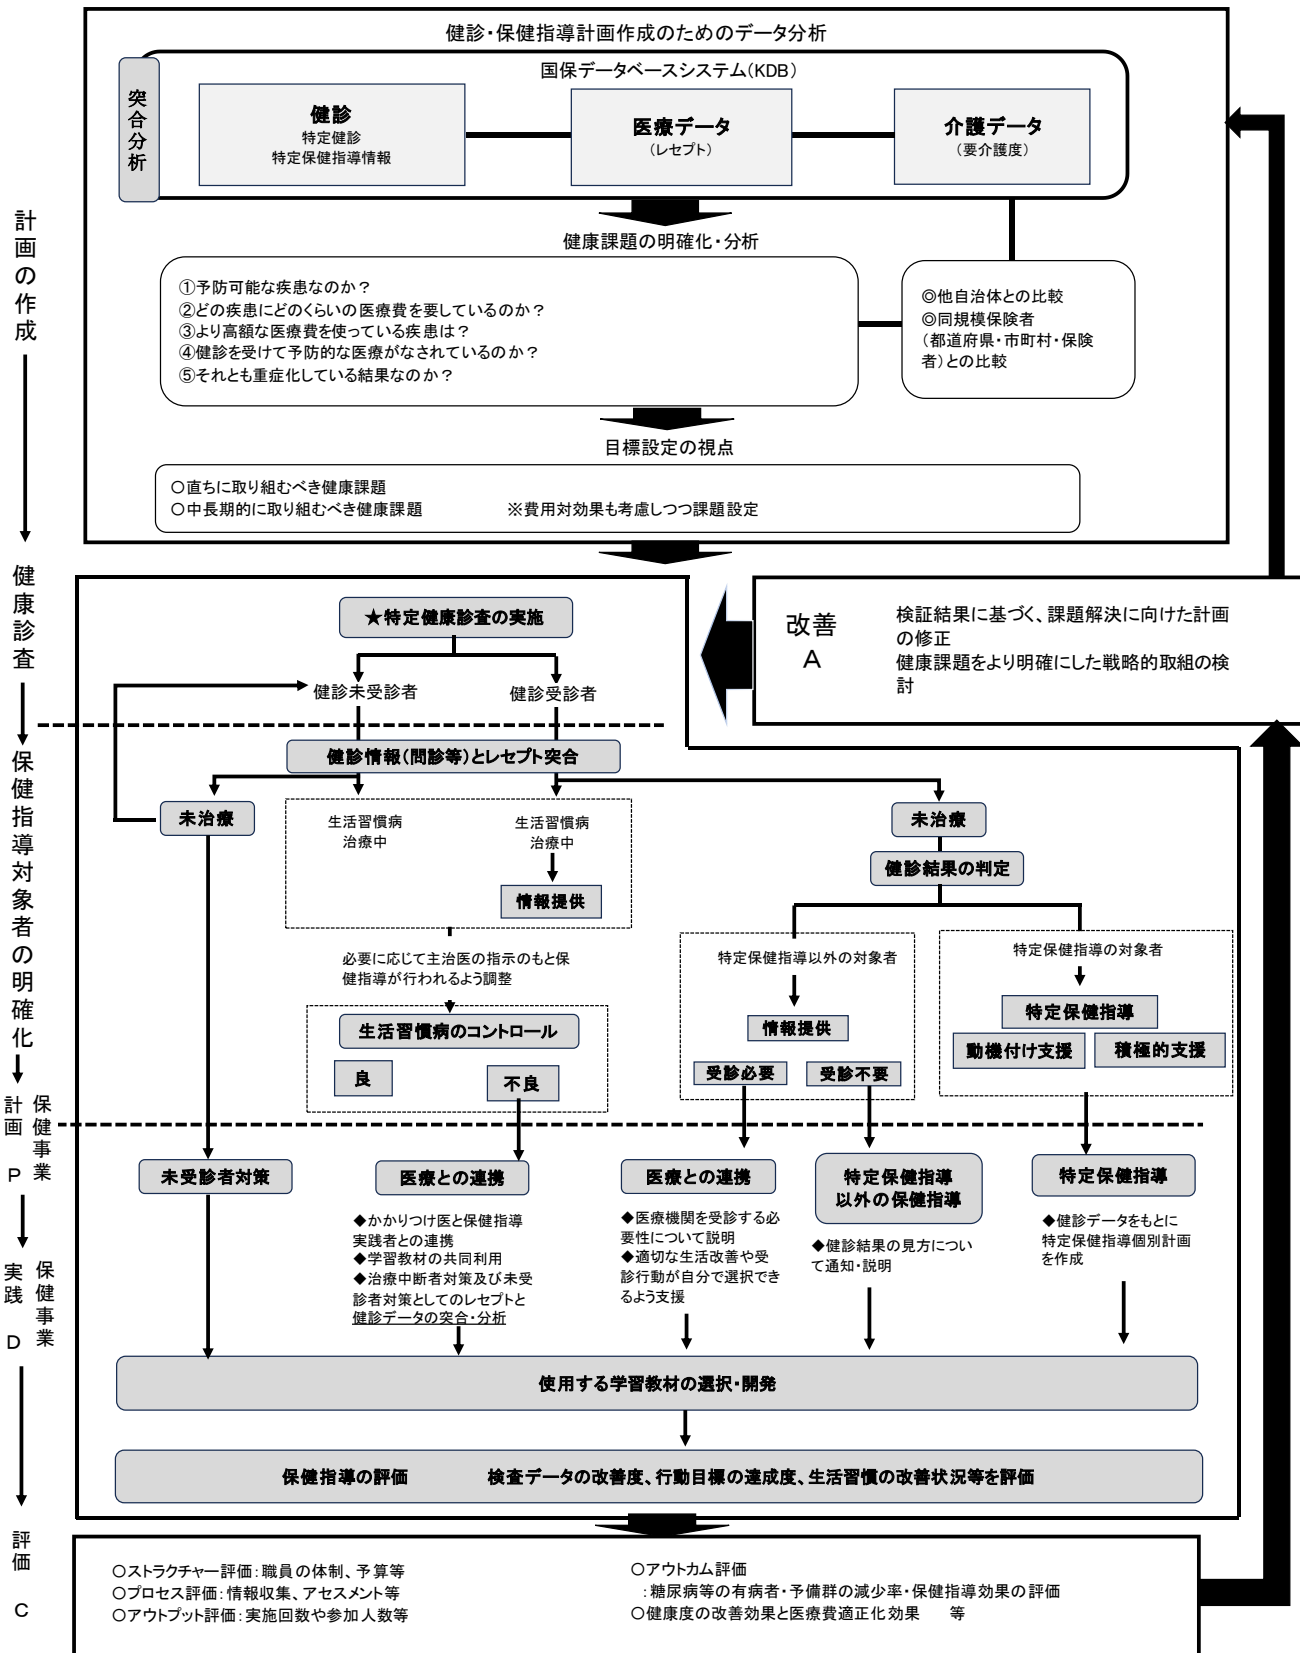 健診・保健指導計画作成のためのデータ分析
国保データベースシステム（KDB）
突合分析
健診
特定健診
特定保健指導情報
医療データ
（レセプト）
介護データ
（要介護度）
計画の作成
健康課題の明確化・分析
①予防可能な疾患なのか？
②どの疾患にどのくらいの医療費を要しているのか？
③より高額な医療費を使っている疾患は？
④健診を受けて予防的な医療がなされているのか？
⑤それとも重症化している結果なのか？
◎他自治体との比較
◎同規模保険者
（都道府県・市町村・保険
者）との比較
目標設定の視点
○直ちに取り組むべき健康課題
○中長期的に取り組むべき健康課題　　　　※費用対効果も考慮しつつ課題設定
健康診査
★特定健康診査の実施
健診未受診者
健診受診者
改善
A
検証結果に基づく、課題解決に向けた計画
の修正
健康課題をより明確にした戦略的取組の検
討
保健指導対象者の明確化
健診情報（問診等）とレセプト突合
未治療
生活習慣病
治療中
生活習慣病
治療中
情報提供
未治療
健診結果の判定
必要に応じて主治医の指示のもと保
健指導が行われるよう調整
生活習慣病のコントロール
良
不良
特定保健指導以外の対象者
情報提供
受診必要
受診不要
特定保健指導の対象者
特定保健指導
動機付け支援
積極的支援
保健事業
計画　P
未受診者対策
医療との連携
◆かかりつけ医と保健指導
実践者との連携
◆学習教材の共同利用
◆治療中断者対策及び未受
診者対策としてのレセプトと
健診データの突合・分析
医療との連携
◆医療機関を受診する必
要性について説明
◆適切な生活改善や受
診行動が自分で選択でき
るよう支援
特定保健指導
以外の保健指導
◆健診結果の見方につい
て通知・説明
特定保健指導
◆健診データをもとに
特定保健指導個別計画
を作成
保健事業
実践　D
使用する学習教材の選択・開発
保健指導の評価　　　　検査データの改善度、行動目標の達成度、生活習慣の改善状況等を評価
評価　C
○ストラクチャー評価：職員の体制、予算等
○プロセス評価：情報収集、アセスメント等
○アウトプット評価：実施回数や参加人数等
○アウトカム評価
：糖尿病等の有病者・予備群の減少率・保健指導効果の評価
○健康度の改善効果と医療費適正化効果　　等